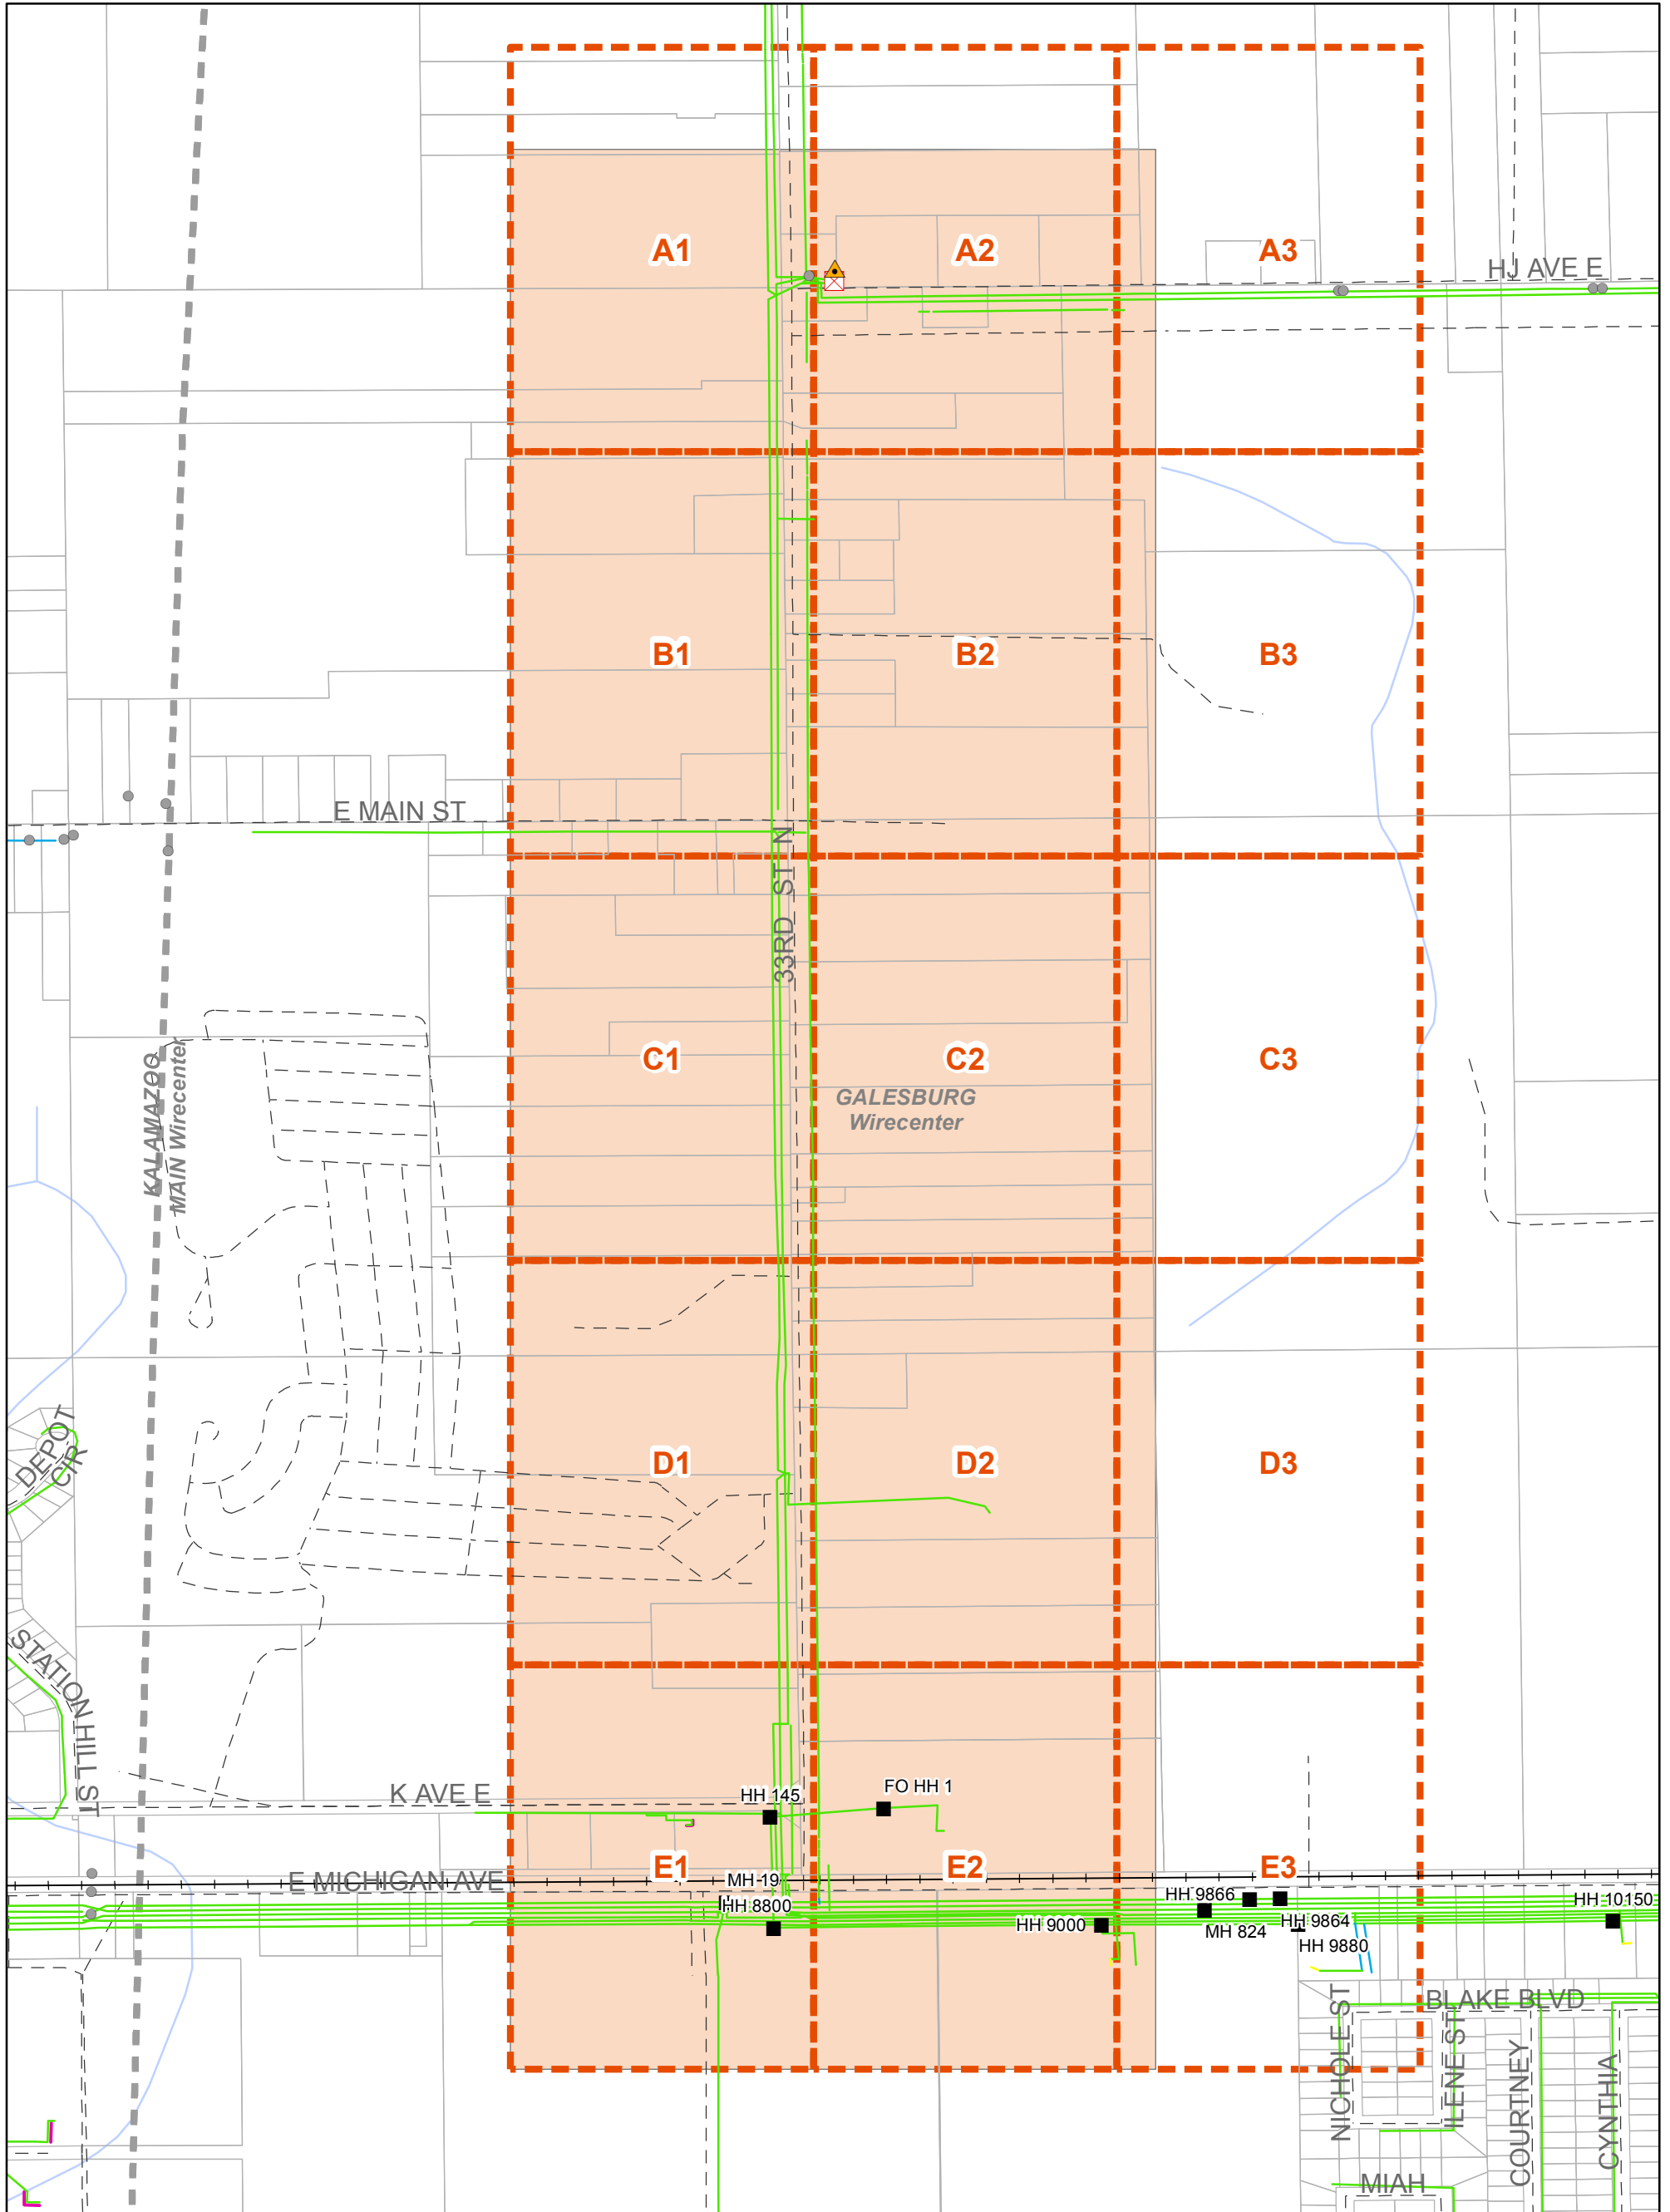 A1
A2
A3
HJ AVE E
B1
B2
B3
E MAIN ST
33RD ST N
KALAMAZOO
MAIN Wirecenter
C1
C2
C3
GALESBURG
Wirecenter
DEPOT
CIR
D1
D2
D3
STATION HILL ST
K AVE E
HH 145
FO HH 1
E MICHIGAN AVE
E1
E2
E3
MH 19
HH 8800
HH 9000
HH 9866
MH 824
HH 9864
HH 9880
HH 10150
BLAKE BLVD
NICHOLE ST
ILENE ST
COURTNEY
CYNTHIA
MIAH